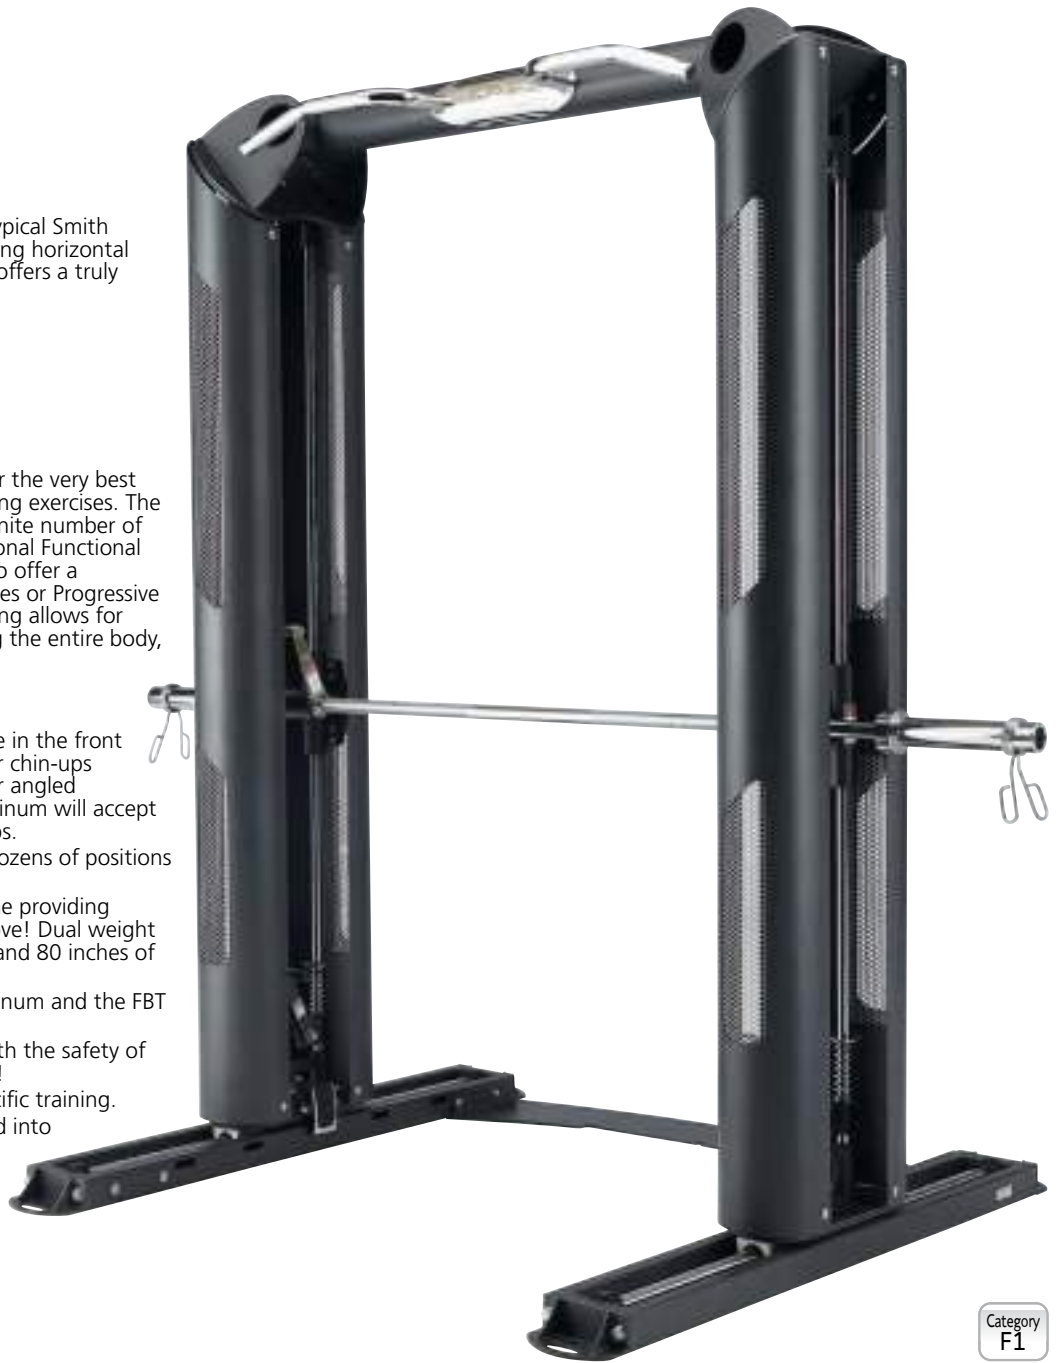 ypical Smith
ng horizontal
offers a truly
r the very best
ng exercises. The
nite number of
onal Functional
o offer a
es or Progressive
ng allows for
g the entire body,
e in the front
r chin-ups
r angled
inum will accept
os.
ozens of positions
e providing
ve! Dual weight
and 80 inches of
num and the FBT
th the safety of
!
ific training.
d into
Category
F1